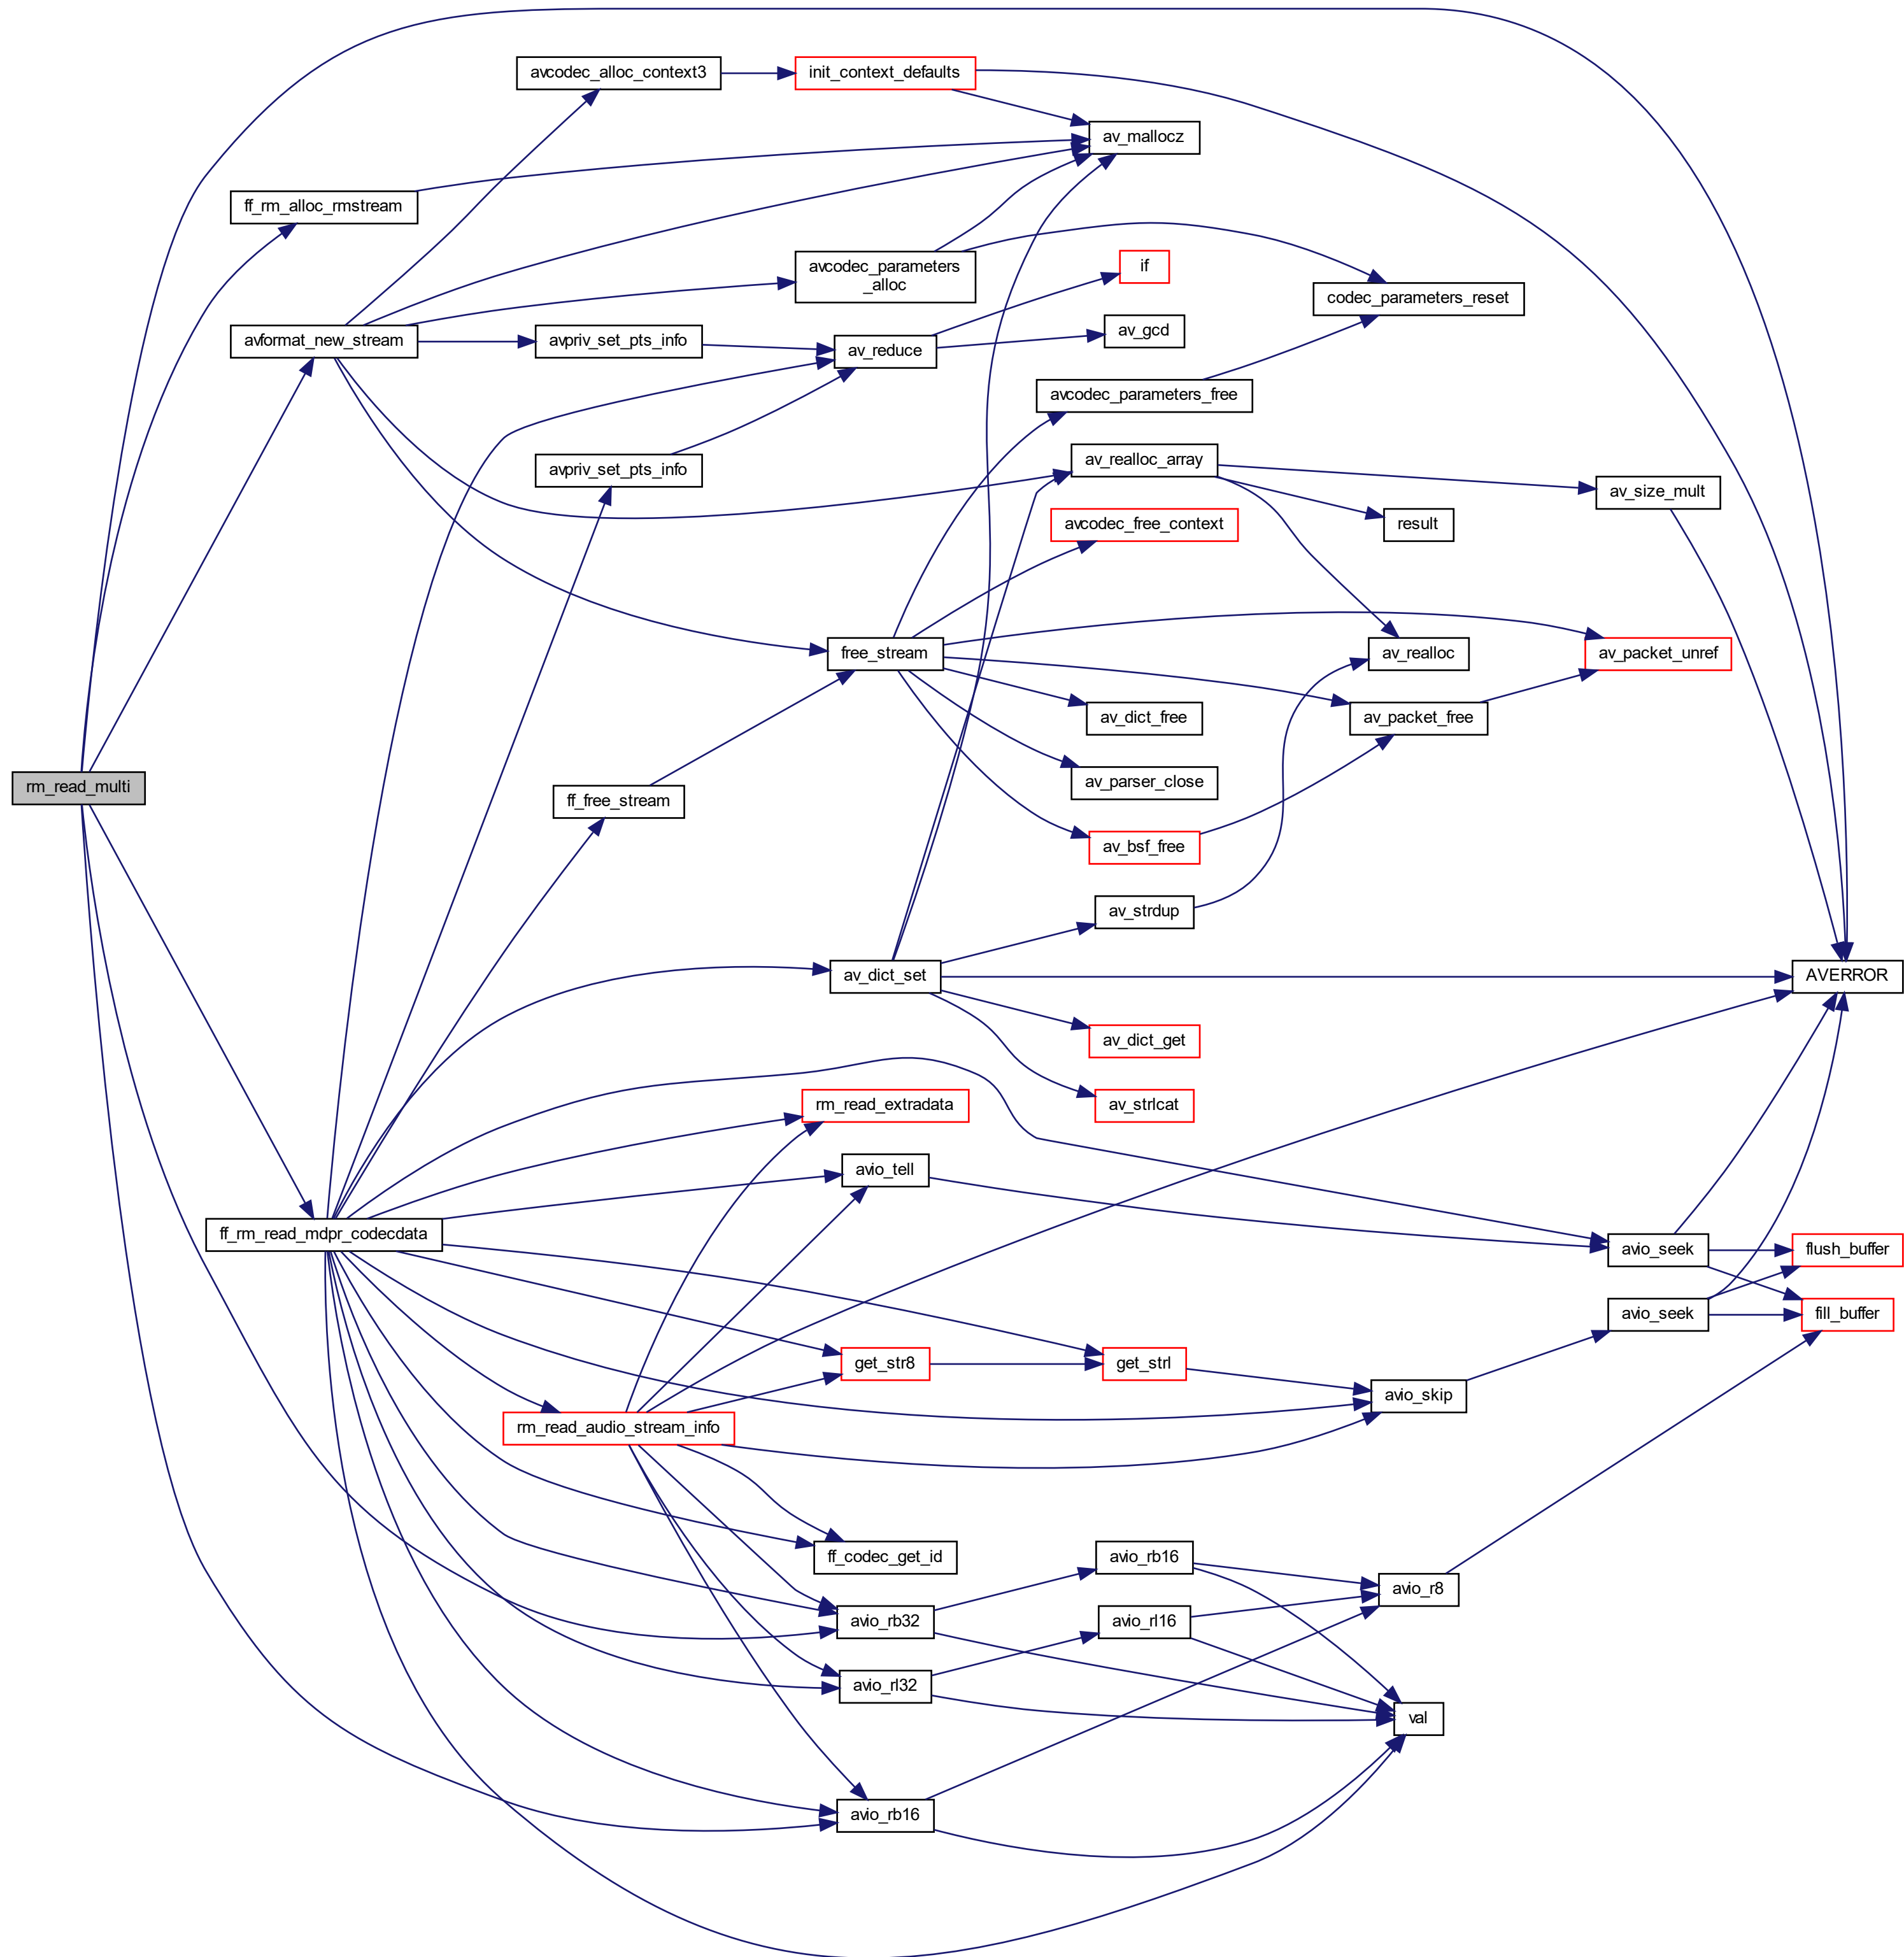 avcodec_alloc_context3
init_context_defaults
av_mallocz
ff_rm_alloc_rmstream
avcodec_parameters
_alloc
if
codec_parameters_reset
avformat_new_stream
avpriv_set_pts_info
av_reduce
av_gcd
avcodec_parameters_free
avpriv_set_pts_info
av_realloc_array
av_size_mult
avcodec_free_context
result
free_stream
av_realloc
av_packet_unref
av_dict_free
av_packet_free
rm_read_multi
ff_free_stream
av_parser_close
av_bsf_free
av_strdup
av_dict_set
AVERROR
av_dict_get
rm_read_extradata
av_strlcat
avio_tell
ff_rm_read_mdpr_codecdata
avio_seek
flush_buffer
avio_seek
fill_buffer
get_str8
get_strl
avio_skip
rm_read_audio_stream_info
ff_codec_get_id
avio_rb16
avio_r8
avio_rb32
avio_rl16
avio_rl32
val
avio_rb16